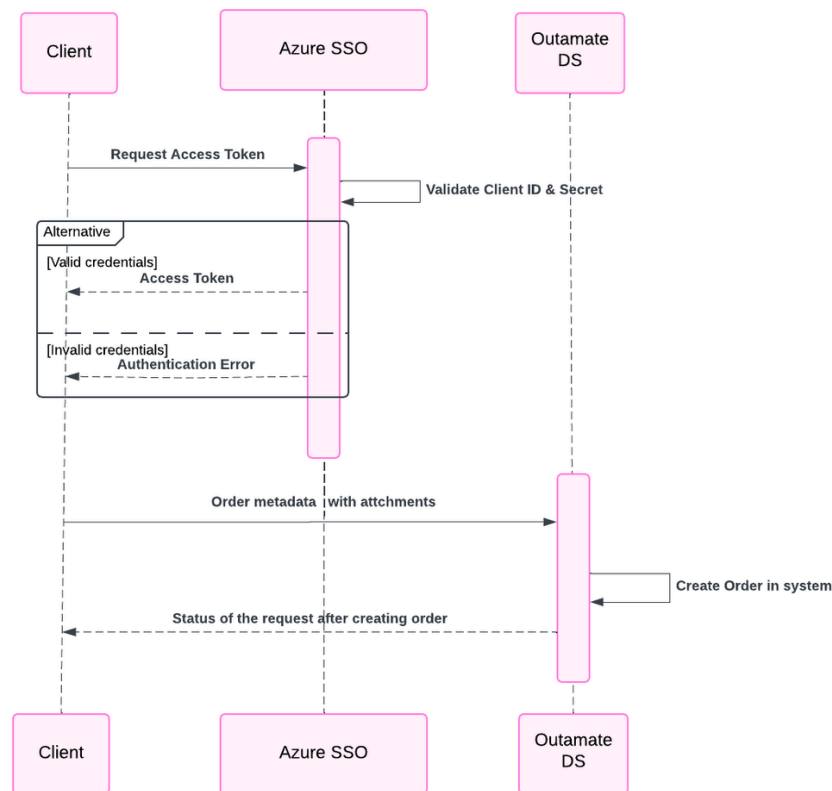 Client
Azure SSO
Outamate
DS
Request Access Token
Validate Client ID & Secret
Alternative
[Valid credentials]
Access Token
[Invalid credentials]
Authentication Error
Order metadata with attchments
Create Order in system
Status of the request after creating order
Client
Azure SSO
Outamate
DS